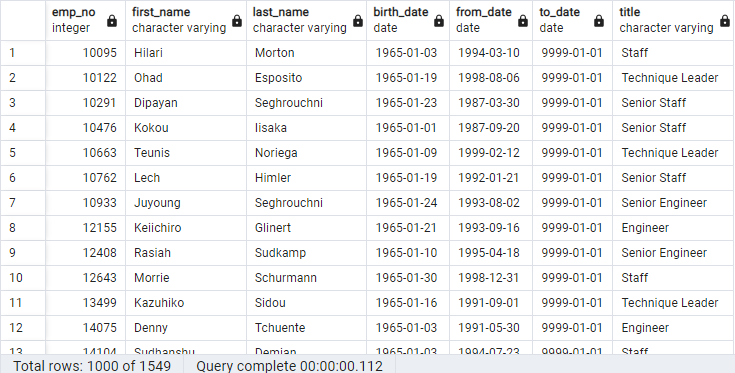 emp_no first_name last_name birth_date from_date to_date title
integer character varying character varying date date date character varying
1 10095 Hilari Morton 1965-01-03 1994-03-10 9999-01-01 Staff
2 10122 Ohad Esposito 1965-01-19 1998-08-06 9999-01-01 Technique Leader
3 10291 Dipayan Seghrouchni 1965-01-23 1987-03-30 9999-01-01 Senior Staff
4 10476 Kokou Iisaka 1965-01-01 1987-09-20 9999-01-01 Senior Staff
5 10663 Teunis Noriega 1965-01-09 1999-02-12 9999-01-01 Technique Leader
6 10762 Lech Himler 1965-01-19 1992-01-21 9999-01-01 Senior Staff
7 10933 Juyoung Seghrouchni 1965-01-24 1993-08-02 9999-01-01 Senior Engineer
8 12155 Keiichiro Glinert 1965-01-21 1993-09-16 9999-01-01 Engineer
9 12408 Rasiah Sudkamp 1965-01-10 1995-04-18 9999-01-01 Senior Engineer
10 12643 Morrie Schurmann 1965-01-30 1998-12-31 9999-01-01 Staff
11 13499 Kazuhiko Sidou 1965-01-16 1991-09-01 9999-01-01 Technique Leader
12 14075 Denny Tchuente 1965-01-03 1991-05-30 9999-01-01 Engineer
13 14104 Sudhanshu Demian 1965-01-03 1994-07-23 9999-01-01 Staff
Total rows: 1000 of 1549 Query complete 00:00:00.112